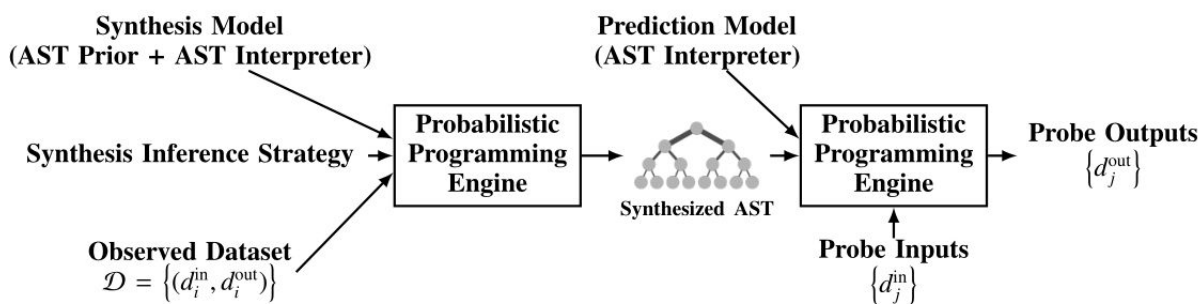 Synthesis Model
(AST Prior + AST Interpreter)
Synthesis Inference Strategy
Observed Dataset
𝒟 = {(d_i^in, d_i^out)}
Probabilistic
Programming
Engine
Synthesized AST
Prediction Model
(AST Interpreter)
Probabilistic
Programming
Engine
Probe Inputs
{d_j^in}
Probe Outputs
{d_j^out}